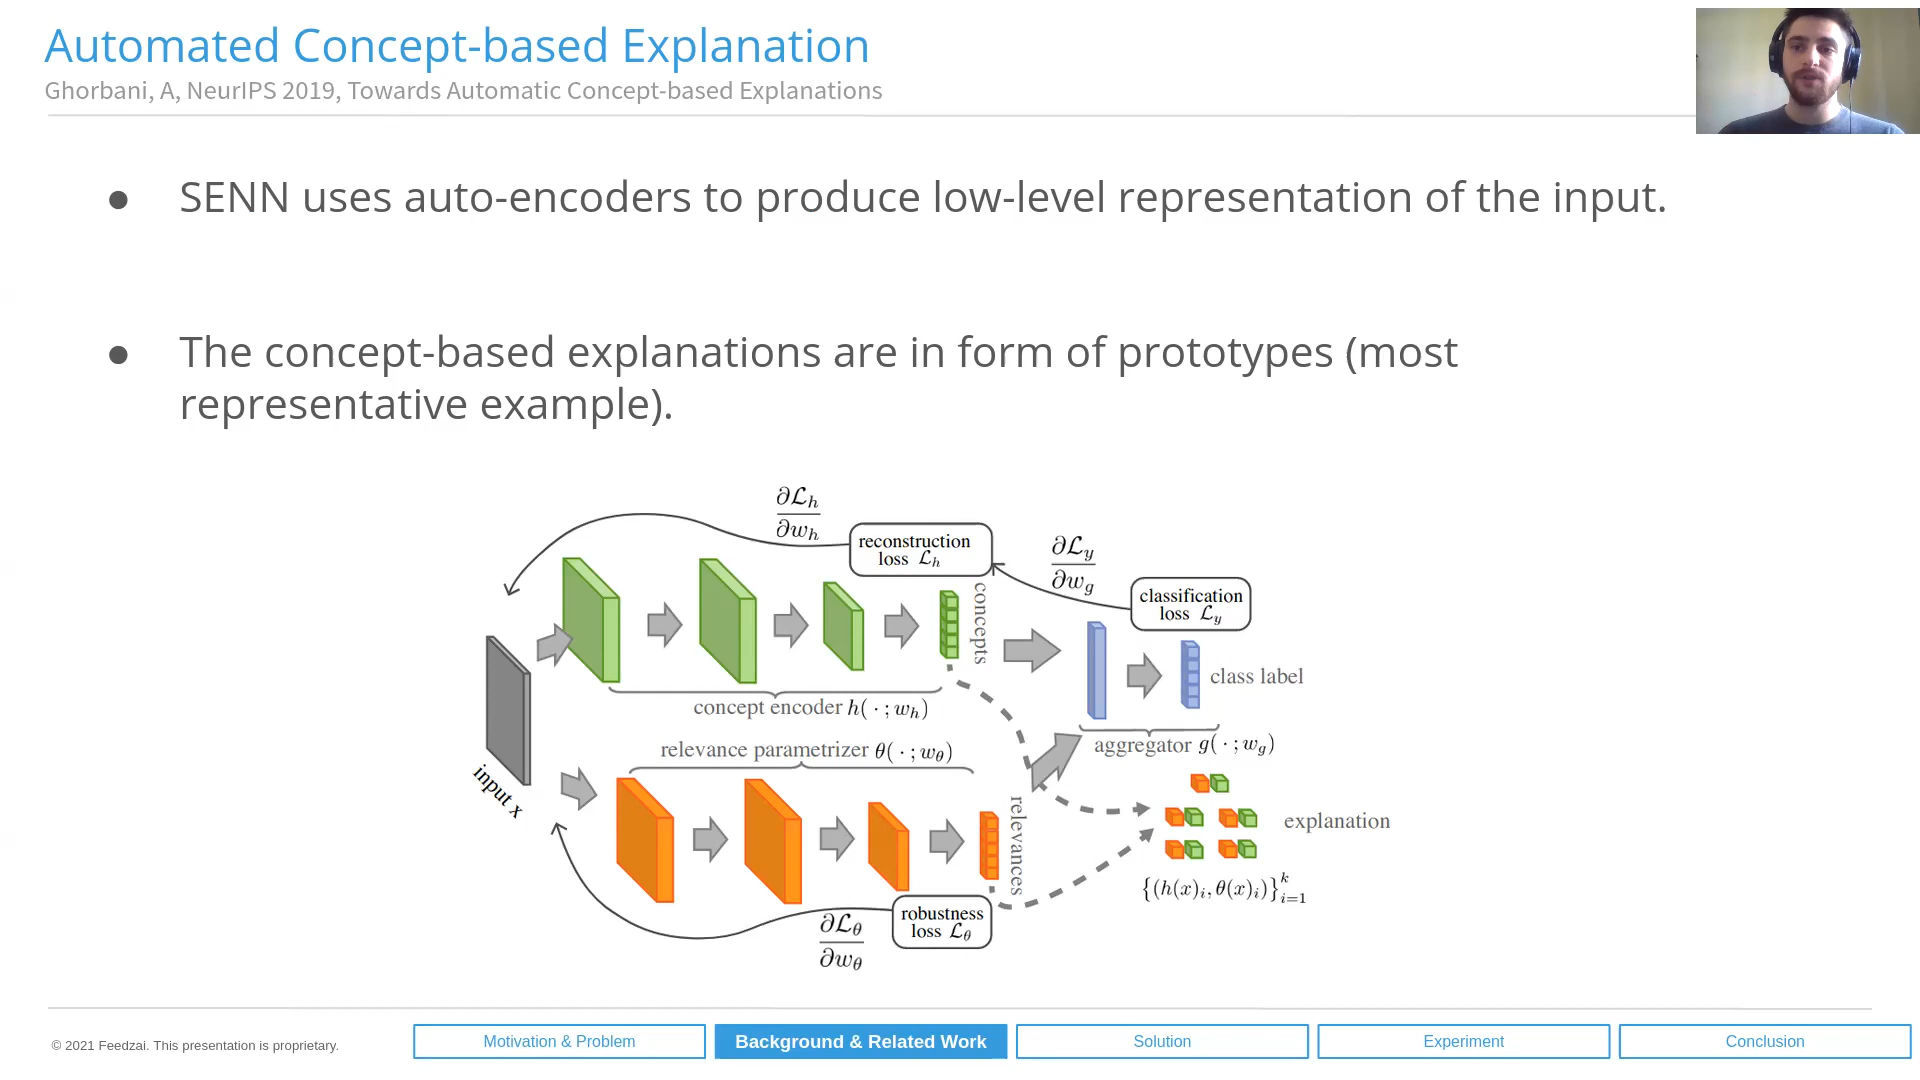 Automated Concept-based Explanation
Ghorbani, A, NeurIPS 2019, Towards Automatic Concept-based Explanations
● SENN uses auto-encoders to produce low-level representation of the input.
● The concept-based explanations are in form of prototypes (most
representative example).
∂ℒh
∂wh
reconstruction
loss ℒh
∂ℒy
∂wg
classification
loss ℒy
concepts
class label
concept encoder h( · ; wh)
relevance parametrizer θ( · ; wθ)
aggregator g( · ; wg)
input x
relevances
explanation
{(h(x)i, θ(x)i)}ki=1
robustness
loss ℒθ
∂ℒθ
∂wθ
© 2021 Feedzai. This presentation is proprietary.
Motivation & Problem
Background & Related Work
Solution
Experiment
Conclusion